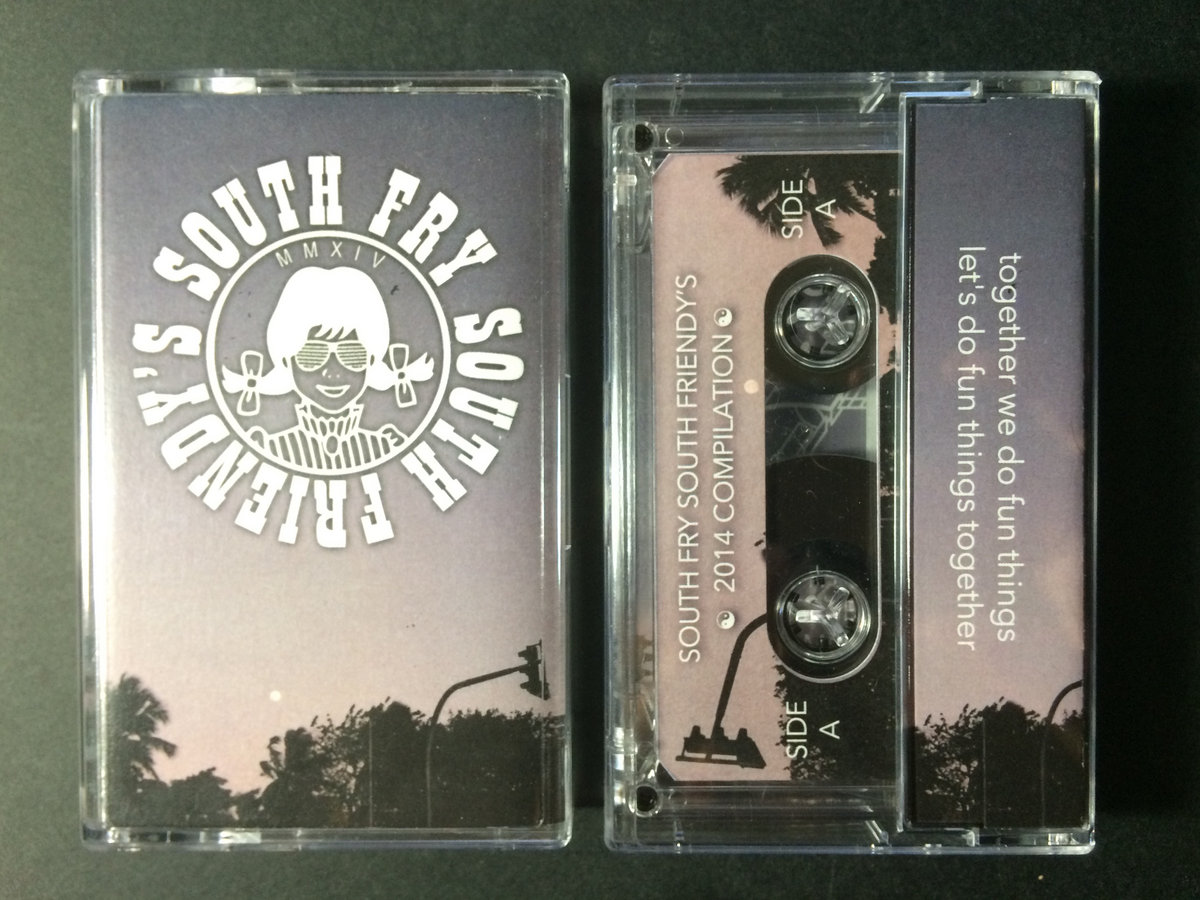 SOUTH FRY SOUTH FRIENDY'S
MMXIV
SOUTH FRY SOUTH FRIENDY'S
2014 COMPILATION
SIDE
A
SIDE
A
together we do fun things
let's do fun things together